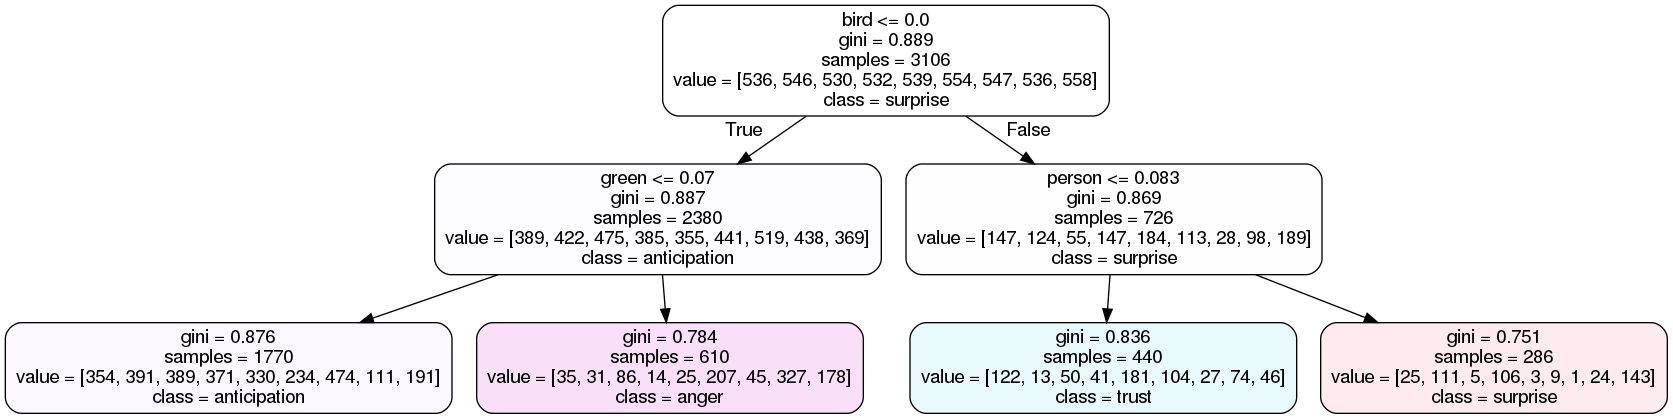 bird <= 0.0
gini = 0.889
samples = 3106
value = [536, 546, 530, 532, 539, 554, 547, 536, 558]
class = surprise
True
False
green <= 0.07
gini = 0.887
samples = 2380
value = [389, 422, 475, 385, 355, 441, 519, 438, 369]
class = anticipation
person <= 0.083
gini = 0.869
samples = 726
value = [147, 124, 55, 147, 184, 113, 28, 98, 189]
class = surprise
gini = 0.876
samples = 1770
value = [354, 391, 389, 371, 330, 234, 474, 111, 191]
class = anticipation
gini = 0.784
samples = 610
value = [35, 31, 86, 14, 25, 207, 45, 327, 178]
class = anger
gini = 0.836
samples = 440
value = [122, 13, 50, 41, 181, 104, 27, 74, 46]
class = trust
gini = 0.751
samples = 286
value = [25, 111, 5, 106, 3, 9, 1, 24, 143]
class = surprise